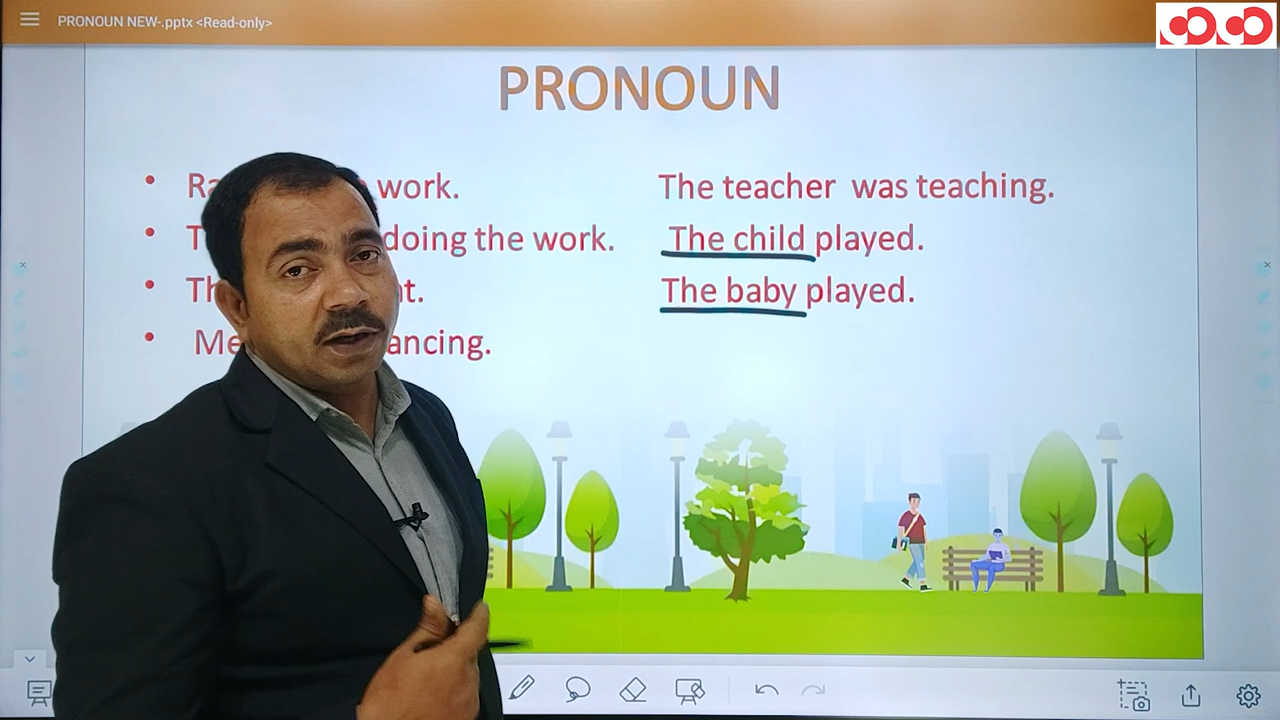 PRONOUN NEW-.pptx <Read-only>
PRONOUN
work.
doing the work.
ancing.
The teacher was teaching.
The child played.
The baby played.